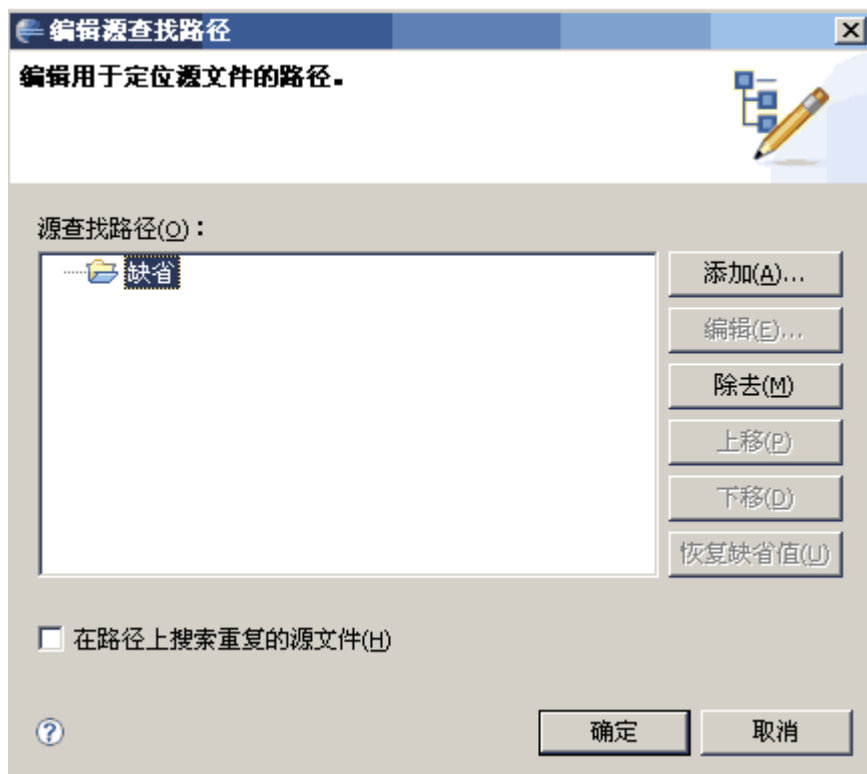 编辑源查找路径
编辑用于定位源文件的路径。
源查找路径(O)：
缺省
添加(A)...
编辑(E)...
除去(M)
上移(P)
下移(D)
恢复缺省值(U)
在路径上搜索重复的源文件(H)
确定
取消